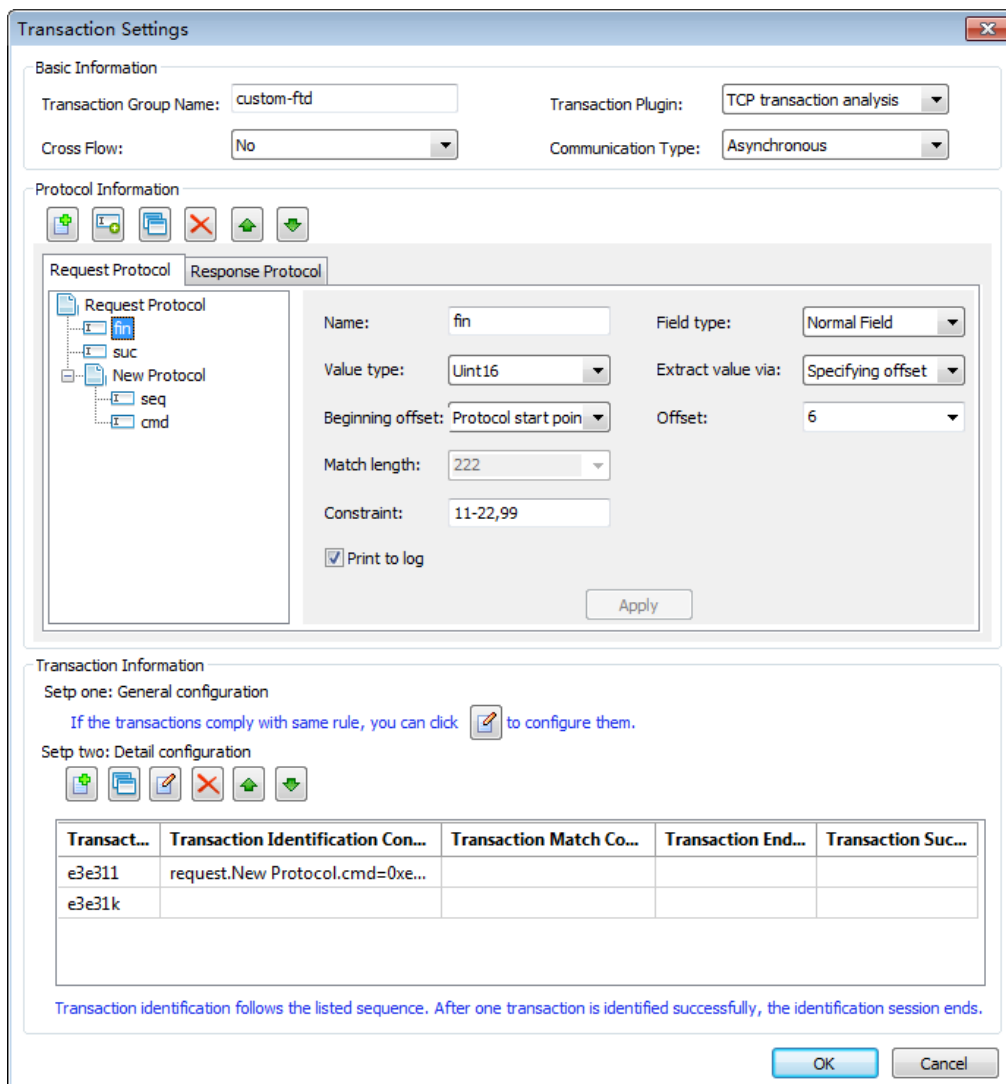 Transaction Settings
Basic Information
Transaction Group Name: custom-ftd Transaction Plugin: TCP transaction analysis
Cross Flow: No Communication Type: Asynchronous
Protocol Information
Request Protocol Response Protocol
Request Protocol
fin
suc
New Protocol
seq
cmd
Name: fin Field type: Normal Field
Value type: Uint16 Extract value via: Specifying offset
Beginning offset: Protocol start poin Offset: 6
Match length: 222
Constraint: 11-22,99
Print to log
Apply
Transaction Information
Setp one: General configuration
If the transactions comply with same rule, you can click to configure them.
Setp two: Detail configuration
Transact... Transaction Identification Con... Transaction Match Co... Transaction End... Transaction Suc...
e3e311 request.New Protocol.cmd=0xe...
e3e31k
Transaction identification follows the listed sequence. After one transaction is identified successfully, the identification session ends.
OK Cancel